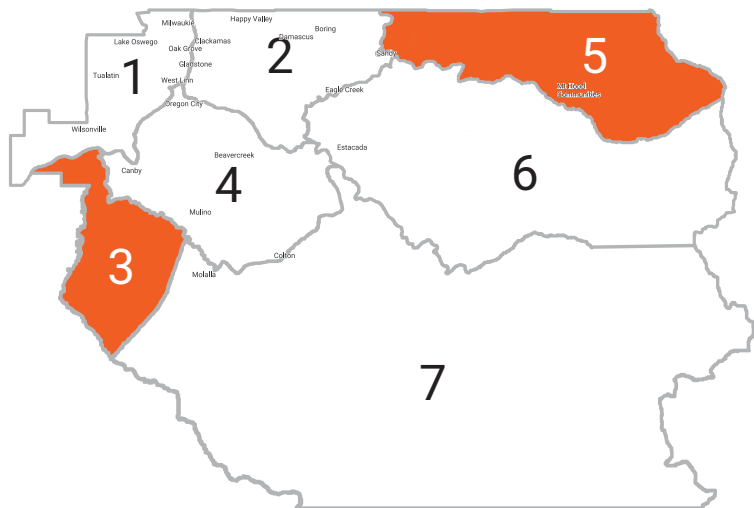 Milwaukie
Happy Valley
Boring
Lake Oswego
Clackamas
Damascus
Oak Grove
1
2
5
Sandy
Gladstone
Tualatin
West Linn
Eagle Creek
Mt Hood
Communities
Oregon City
Wilsonville
Estacada
Beavercreek
Canby
4
6
Mulino
3
Colton
Molalla
7